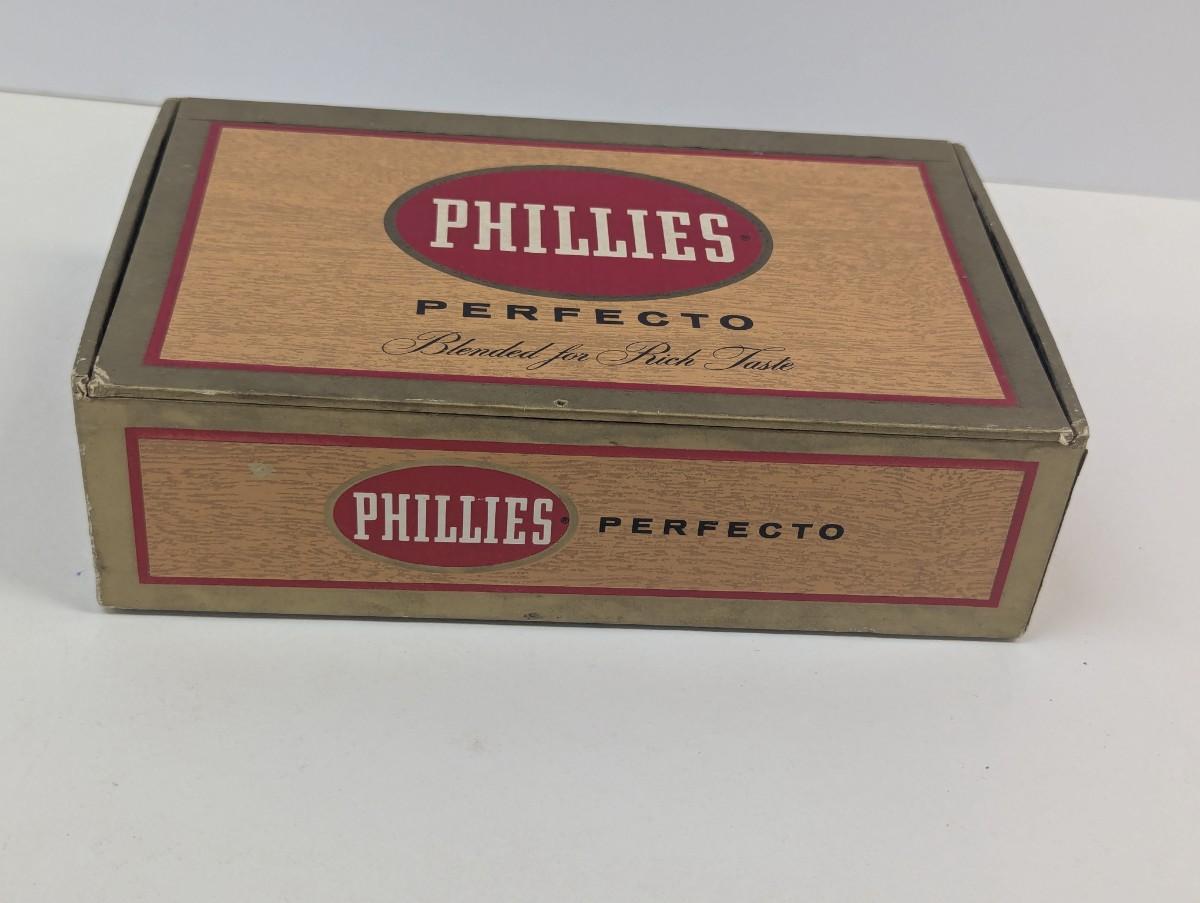 PHILLIES®
PERFECTO
Blended for Rich Taste
PHILLIES® PERFECTO